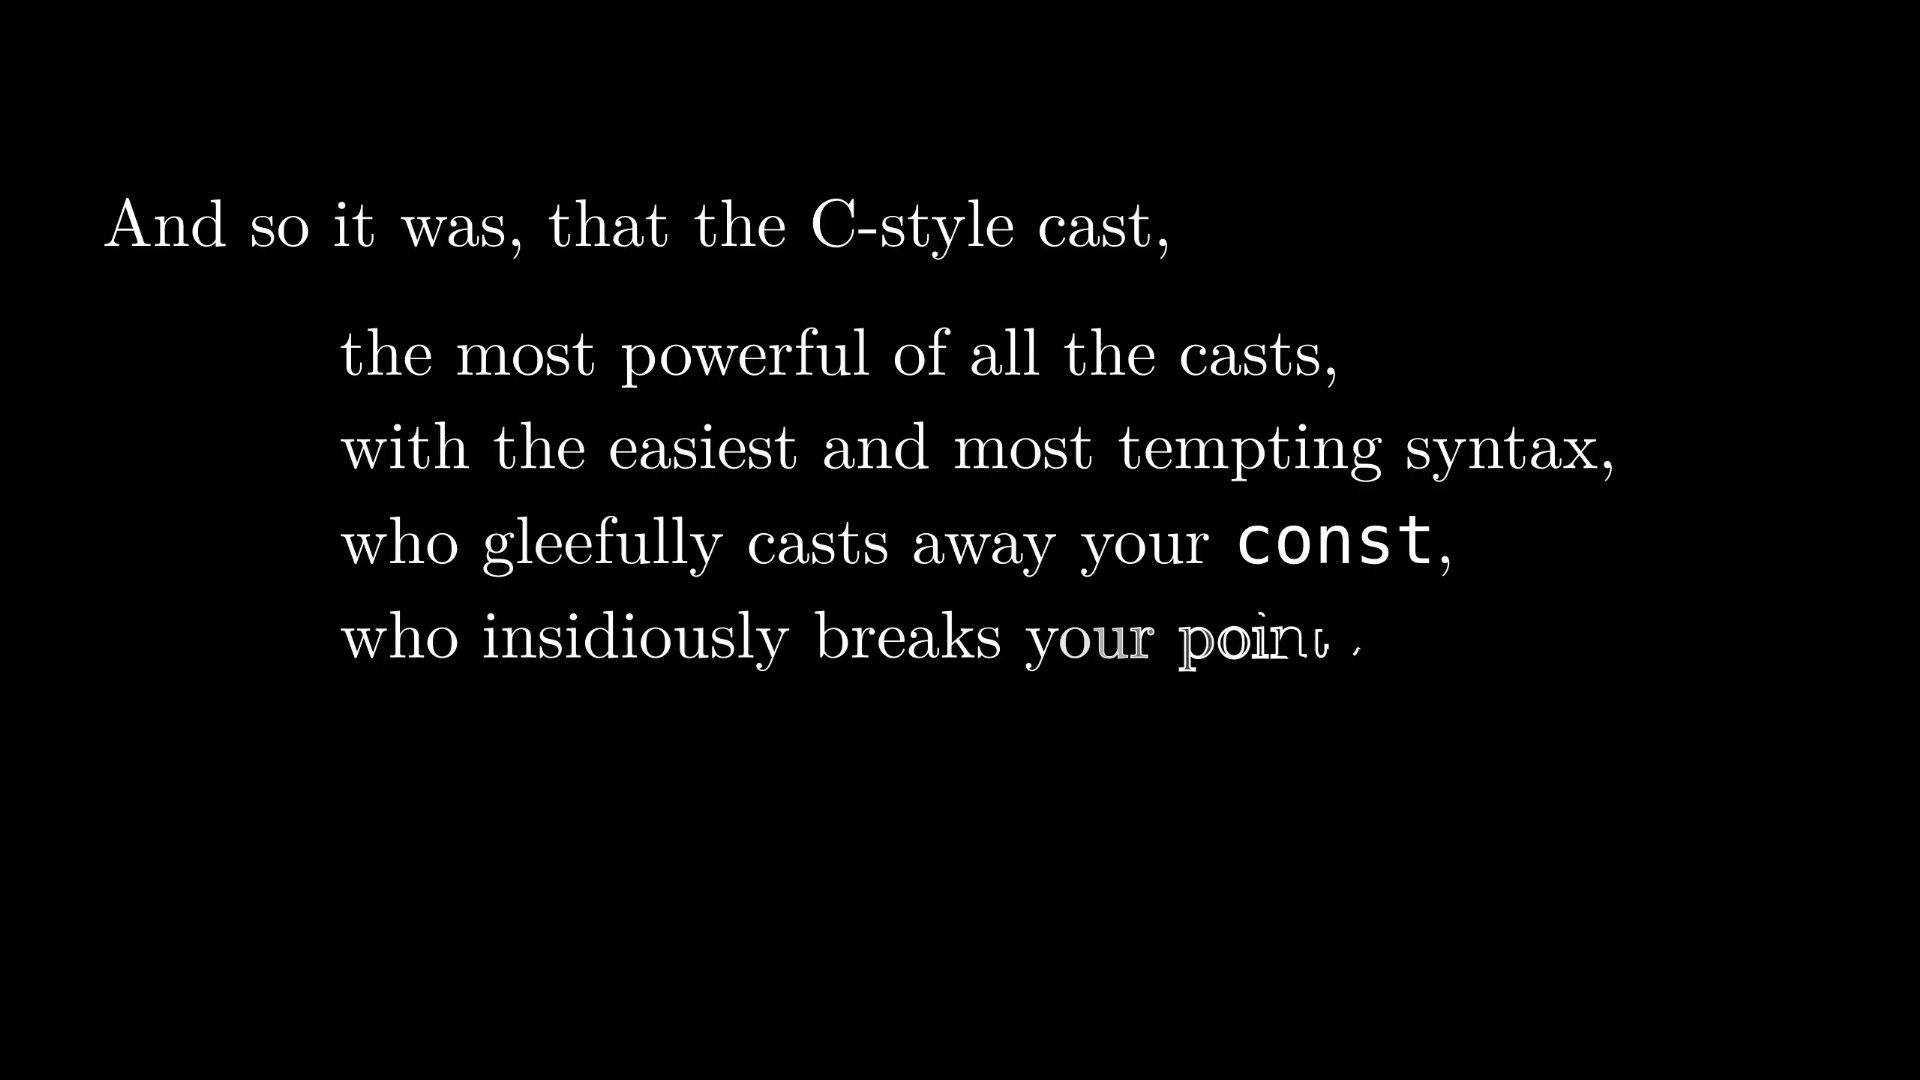 And so it was, that the C-style cast,
the most powerful of all the casts,
with the easiest and most tempting syntax,
who gleefully casts away your const,
who insidiously breaks your